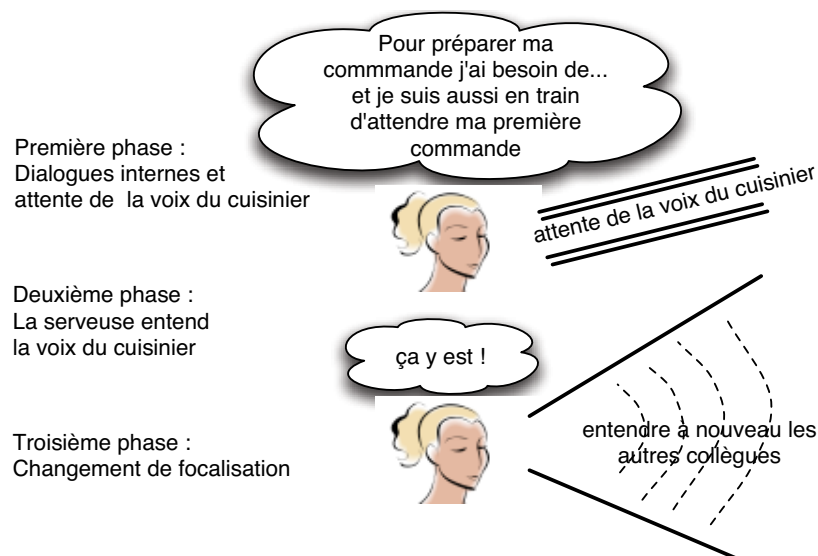 Pour préparer ma
commmande j'ai besoin de...
et je suis aussi en train
d'attendre ma première
commande
Première phase :
Dialogues internes et
attente de la voix du cuisinier
attente de la voix du cuisinier
Deuxième phase :
La serveuse entend
la voix du cuisinier
ça y est !
Troisième phase :
Changement de focalisation
entendre à nouveau les
autres collègues